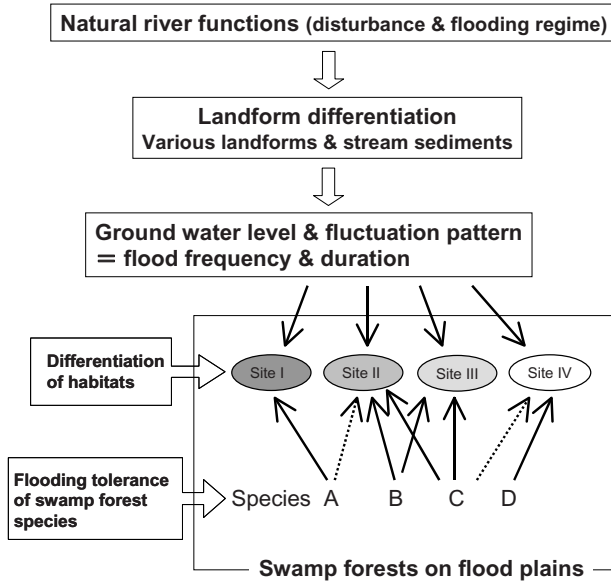 Natural river functions (disturbance & flooding regime)
Landform differentiation
Various landforms & stream sediments
Ground water level & fluctuation pattern
= flood frequency & duration
Differentiation
of habitats
Site I
Site II
Site III
Site IV
Flooding tolerance
of swamp forest
species
Species A B C D
Swamp forests on flood plains